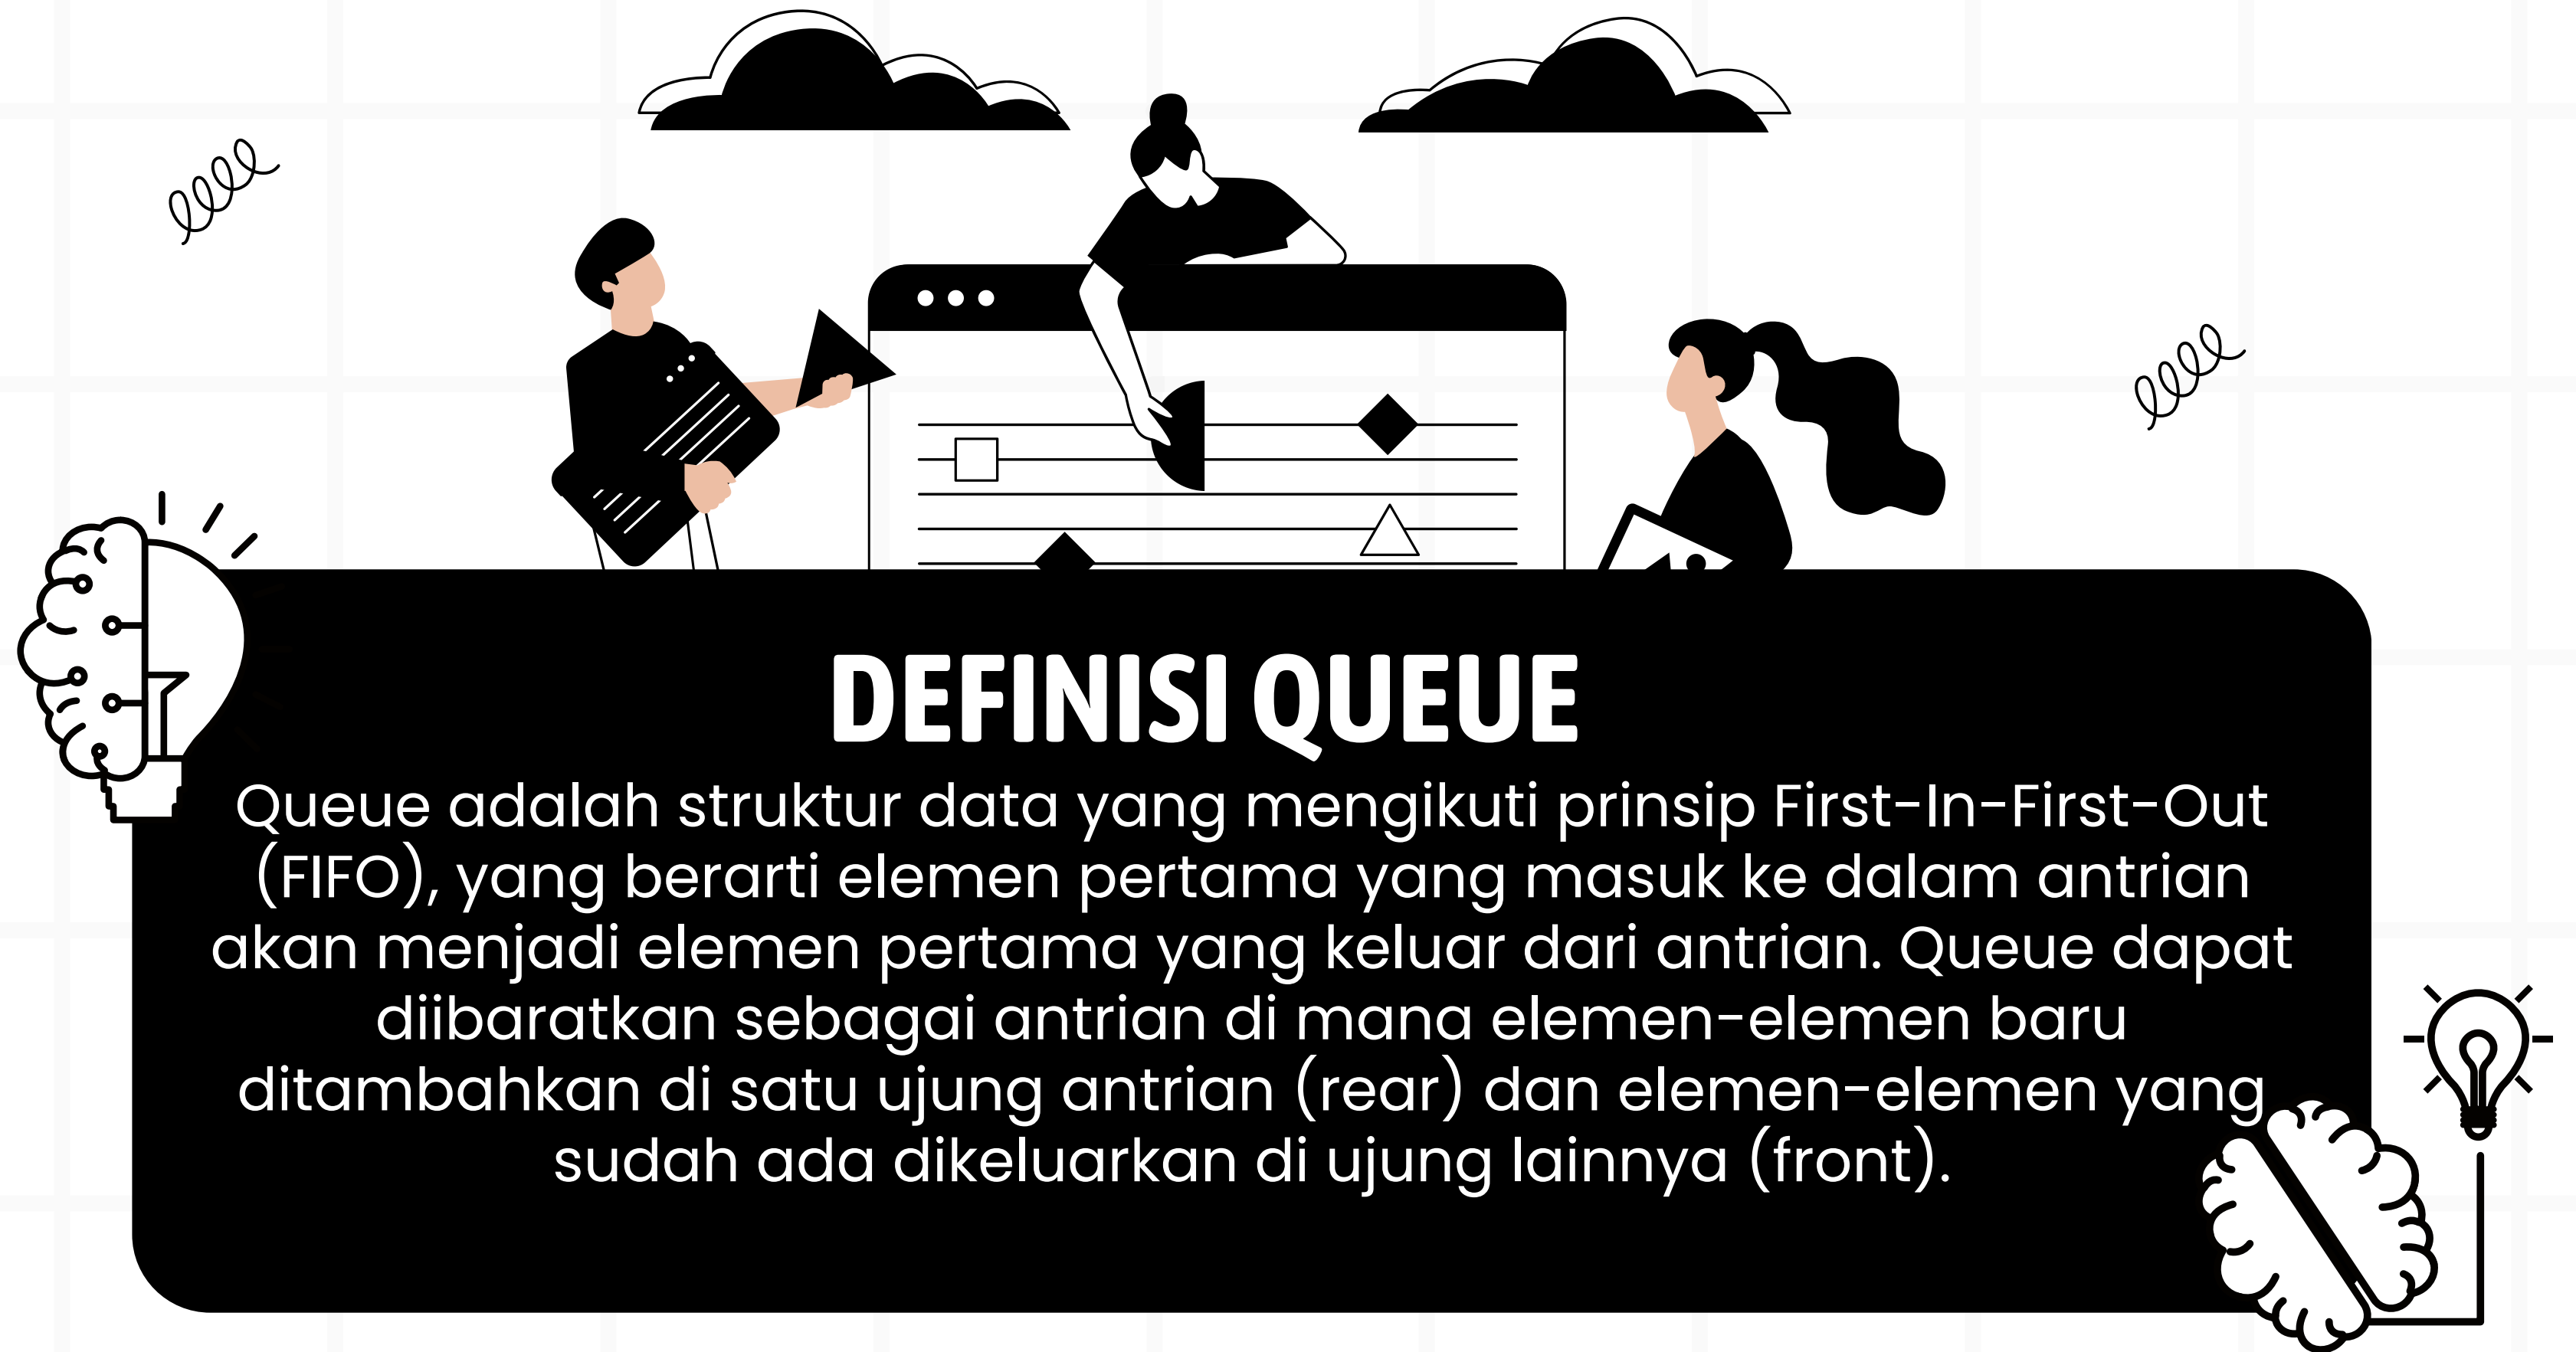 DEFINISI QUEUE
Queue adalah struktur data yang mengikuti prinsip First-In-First-Out
(FIFO), yang berarti elemen pertama yang masuk ke dalam antrian
akan menjadi elemen pertama yang keluar dari antrian. Queue dapat
diibaratkan sebagai antrian di mana elemen-elemen baru
ditambahkan di satu ujung antrian (rear) dan elemen-elemen yang
sudah ada dikeluarkan di ujung lainnya (front).